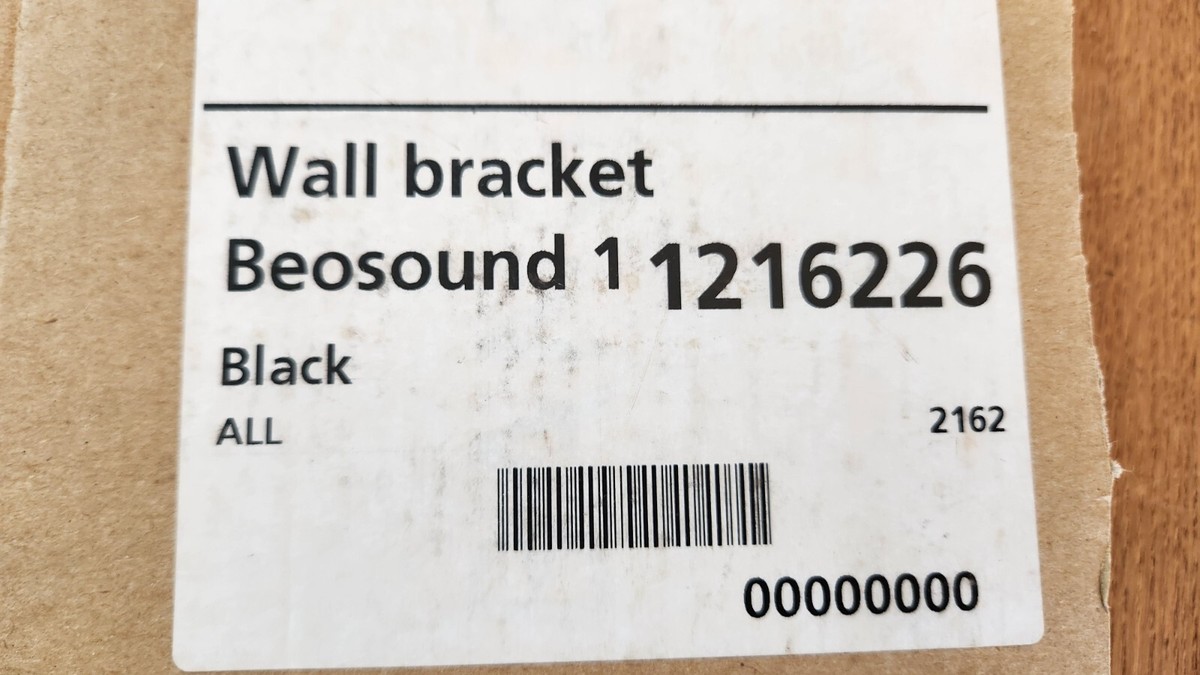 Wall bracket
Beosound 1 1216226
Black
ALL 2162
00000000